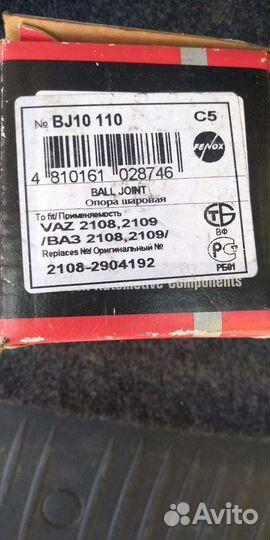 № BJ10 110 C5
FENOX
4 810161 028746
BALL JOINT
Опора шаровая
To fit/ Применяемость
VAZ 2108,2109
/ВАЗ 2108,2109/
Replaces №/ Оригинальный №
2108-2904192
ВФ
РБ01
Automotive Components
Avito